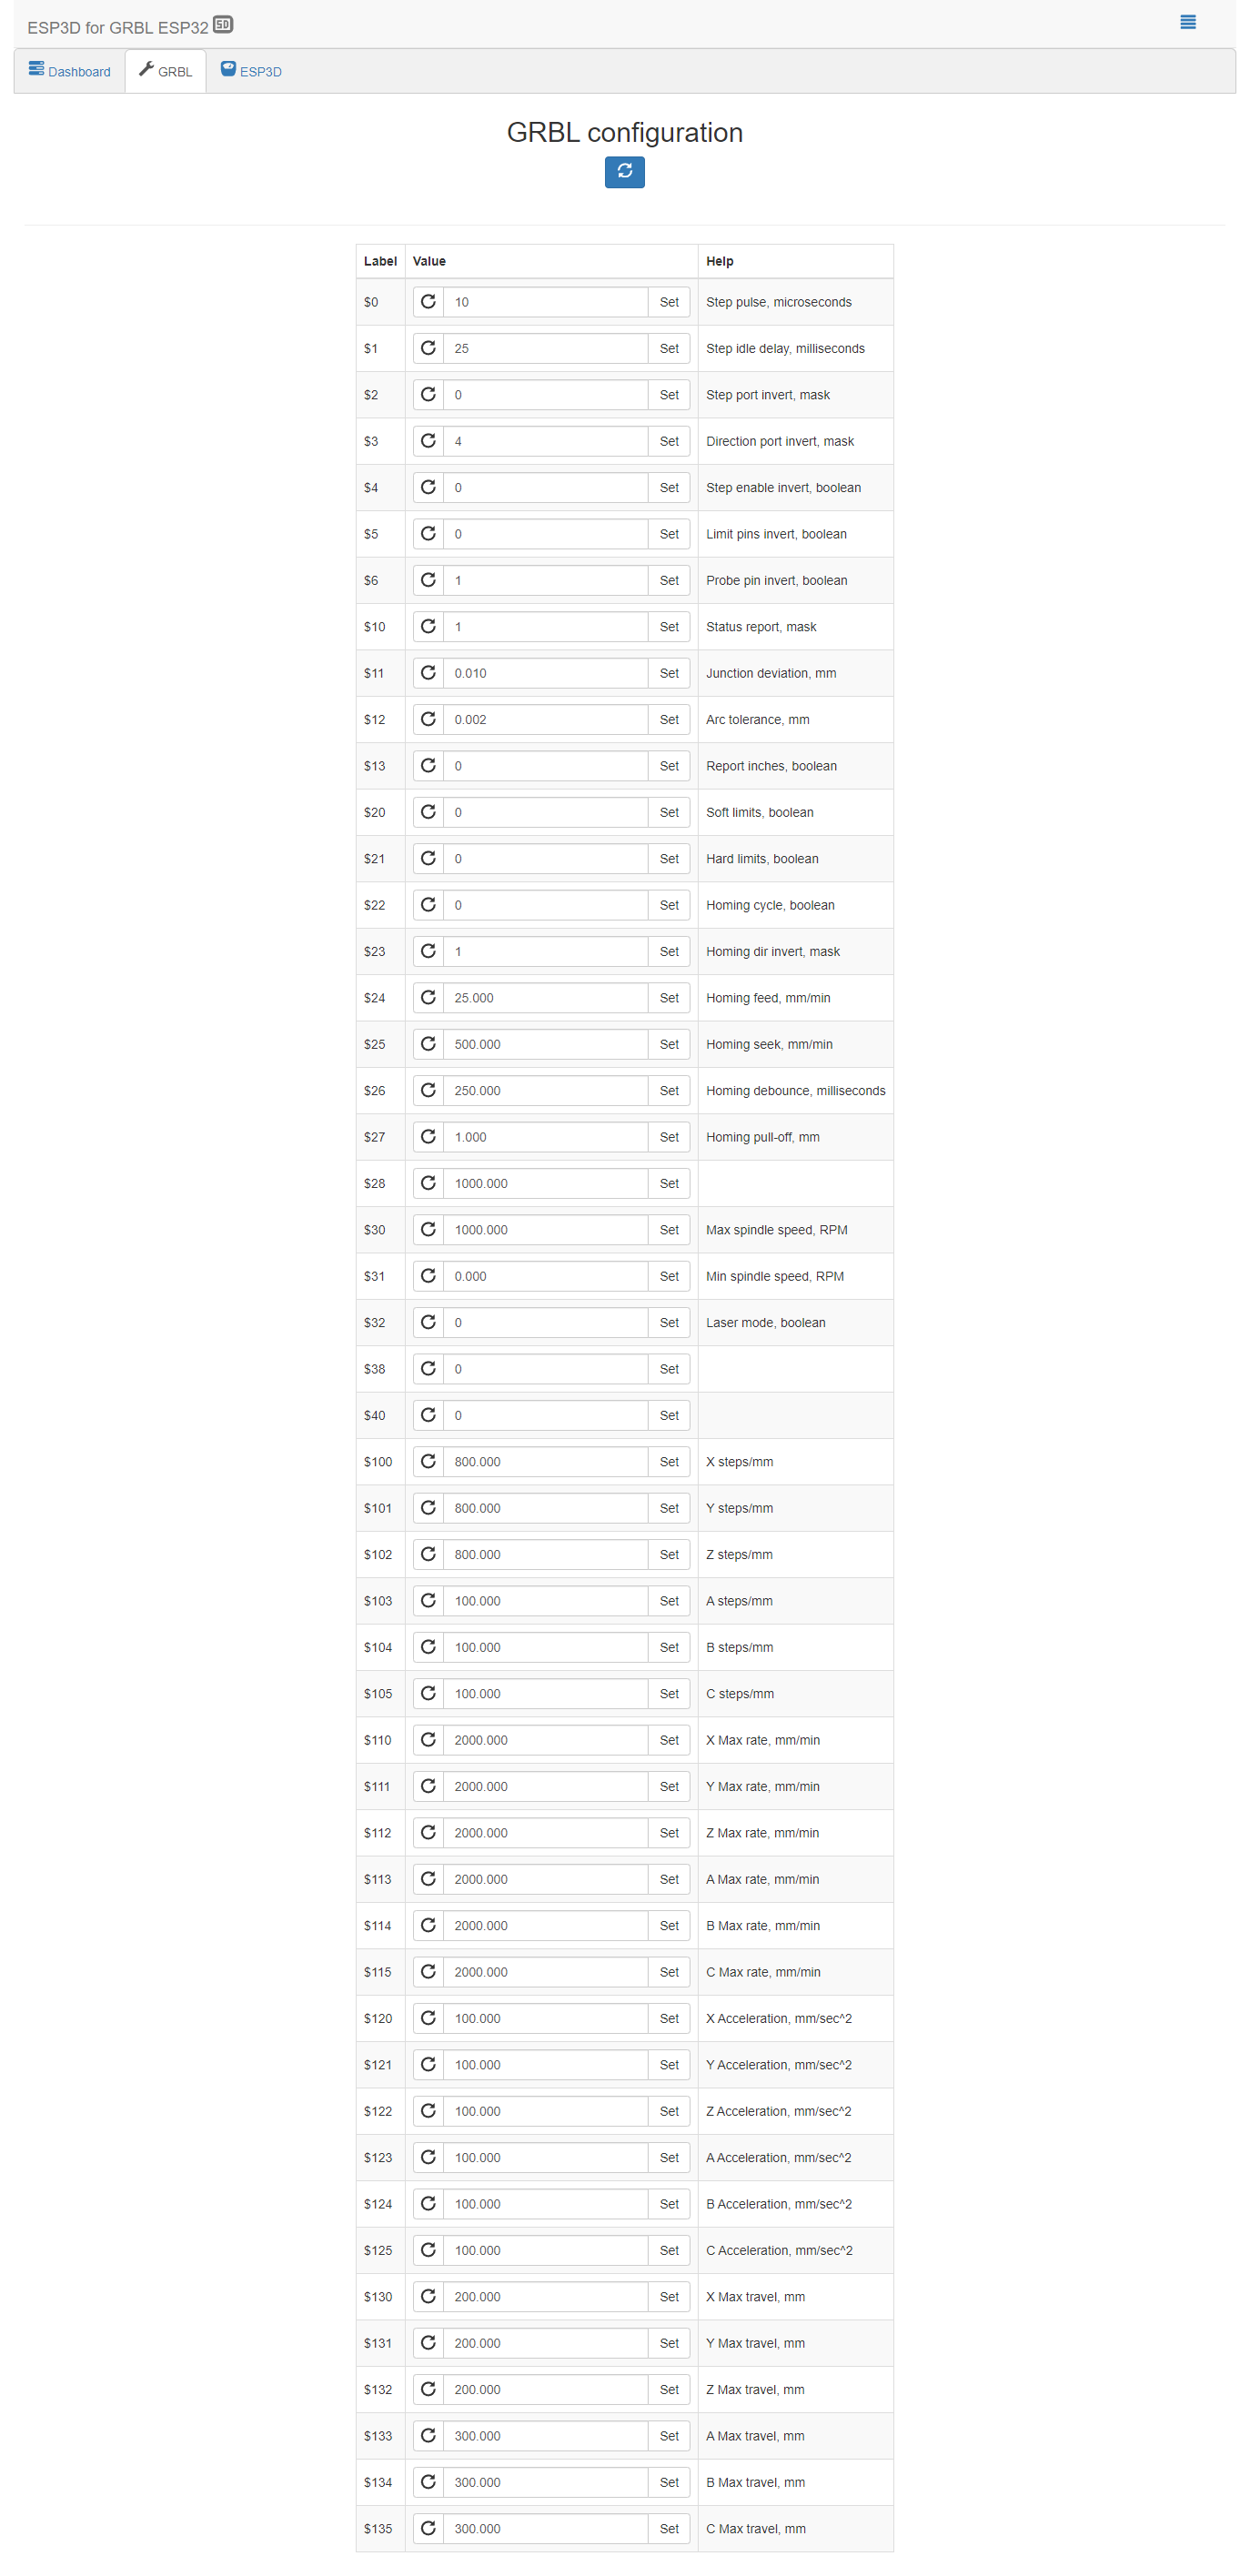 ESP3D for GRBL ESP32 SD
Dashboard GRBL ESP3D
GRBL configuration
Label Value Help
$0 10 Set Step pulse, microseconds
$1 25 Set Step idle delay, milliseconds
$2 0 Set Step port invert, mask
$3 4 Set Direction port invert, mask
$4 0 Set Step enable invert, boolean
$5 0 Set Limit pins invert, boolean
$6 1 Set Probe pin invert, boolean
$10 1 Set Status report, mask
$11 0.010 Set Junction deviation, mm
$12 0.002 Set Arc tolerance, mm
$13 0 Set Report inches, boolean
$20 0 Set Soft limits, boolean
$21 0 Set Hard limits, boolean
$22 0 Set Homing cycle, boolean
$23 1 Set Homing dir invert, mask
$24 25.000 Set Homing feed, mm/min
$25 500.000 Set Homing seek, mm/min
$26 250.000 Set Homing debounce, milliseconds
$27 1.000 Set Homing pull-off, mm
$28 1000.000 Set
$30 1000.000 Set Max spindle speed, RPM
$31 0.000 Set Min spindle speed, RPM
$32 0 Set Laser mode, boolean
$38 0 Set
$40 0 Set
$100 800.000 Set X steps/mm
$101 800.000 Set Y steps/mm
$102 800.000 Set Z steps/mm
$103 100.000 Set A steps/mm
$104 100.000 Set B steps/mm
$105 100.000 Set C steps/mm
$110 2000.000 Set X Max rate, mm/min
$111 2000.000 Set Y Max rate, mm/min
$112 2000.000 Set Z Max rate, mm/min
$113 2000.000 Set A Max rate, mm/min
$114 2000.000 Set B Max rate, mm/min
$115 2000.000 Set C Max rate, mm/min
$120 100.000 Set X Acceleration, mm/sec^2
$121 100.000 Set Y Acceleration, mm/sec^2
$122 100.000 Set Z Acceleration, mm/sec^2
$123 100.000 Set A Acceleration, mm/sec^2
$124 100.000 Set B Acceleration, mm/sec^2
$125 100.000 Set C Acceleration, mm/sec^2
$130 200.000 Set X Max travel, mm
$131 200.000 Set Y Max travel, mm
$132 200.000 Set Z Max travel, mm
$133 300.000 Set A Max travel, mm
$134 300.000 Set B Max travel, mm
$135 300.000 Set C Max travel, mm